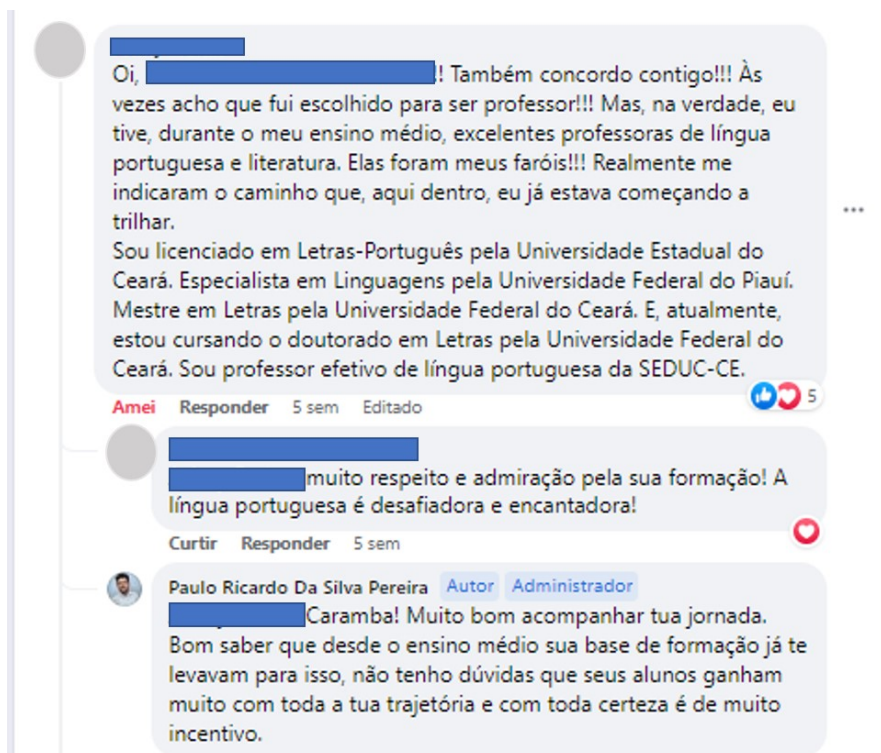 Oi, !! Também concordo contigo!!! Às
vezes acho que fui escolhido para ser professor!!! Mas, na verdade, eu
tive, durante o meu ensino médio, excelentes professoras de língua
portuguesa e literatura. Elas foram meus faróis!!! Realmente me
indicaram o caminho que, aqui dentro, eu já estava começando a
trilhar.
Sou licenciado em Letras-Português pela Universidade Estadual do
Ceará. Especialista em Linguagens pela Universidade Federal do Piauí.
Mestre em Letras pela Universidade Federal do Ceará. E, atualmente,
estou cursando o doutorado em Letras pela Universidade Federal do
Ceará. Sou professor efetivo de língua portuguesa da SEDUC-CE.
5
Amei Responder 5 sem Editado
muito respeito e admiração pela sua formação! A
língua portuguesa é desafiadora e encantadora!
Curtir Responder 5 sem
Paulo Ricardo Da Silva Pereira Autor Administrador
Caramba! Muito bom acompanhar tua jornada.
Bom saber que desde o ensino médio sua base de formação já te
levavam para isso, não tenho dúvidas que seus alunos ganham
muito com toda a tua trajetória e com toda certeza é de muito
incentivo.